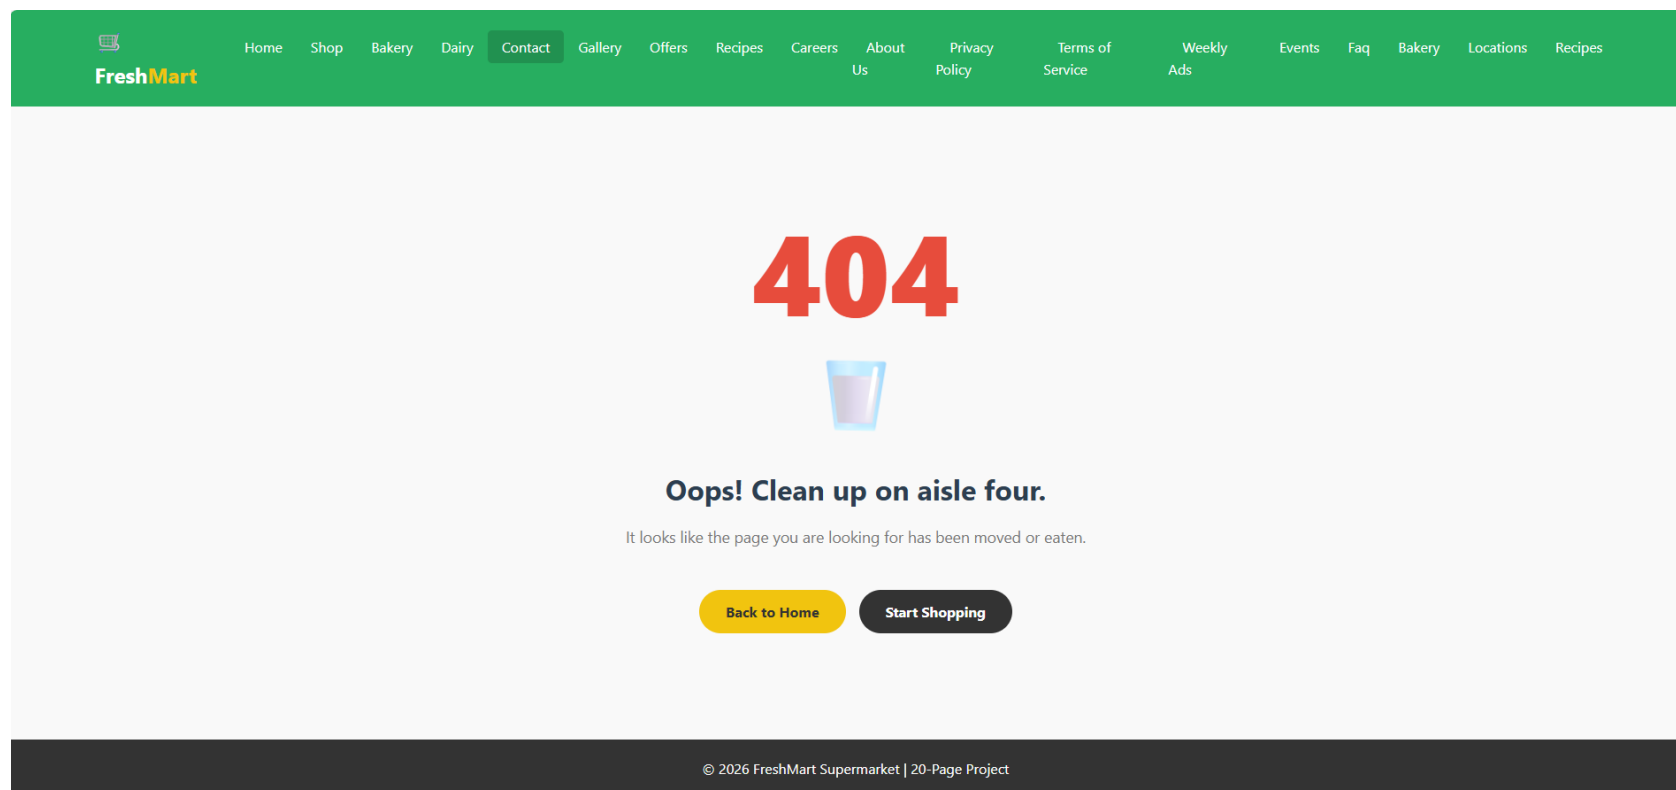 FreshMart
Home Shop Bakery Dairy Contact Gallery Offers Recipes Careers About Us Privacy Policy Terms of Service Weekly Ads Events Faq Bakery Locations Recipes
404
Oops! Clean up on aisle four.
It looks like the page you are looking for has been moved or eaten.
Back to Home Start Shopping
© 2026 FreshMart Supermarket | 20-Page Project